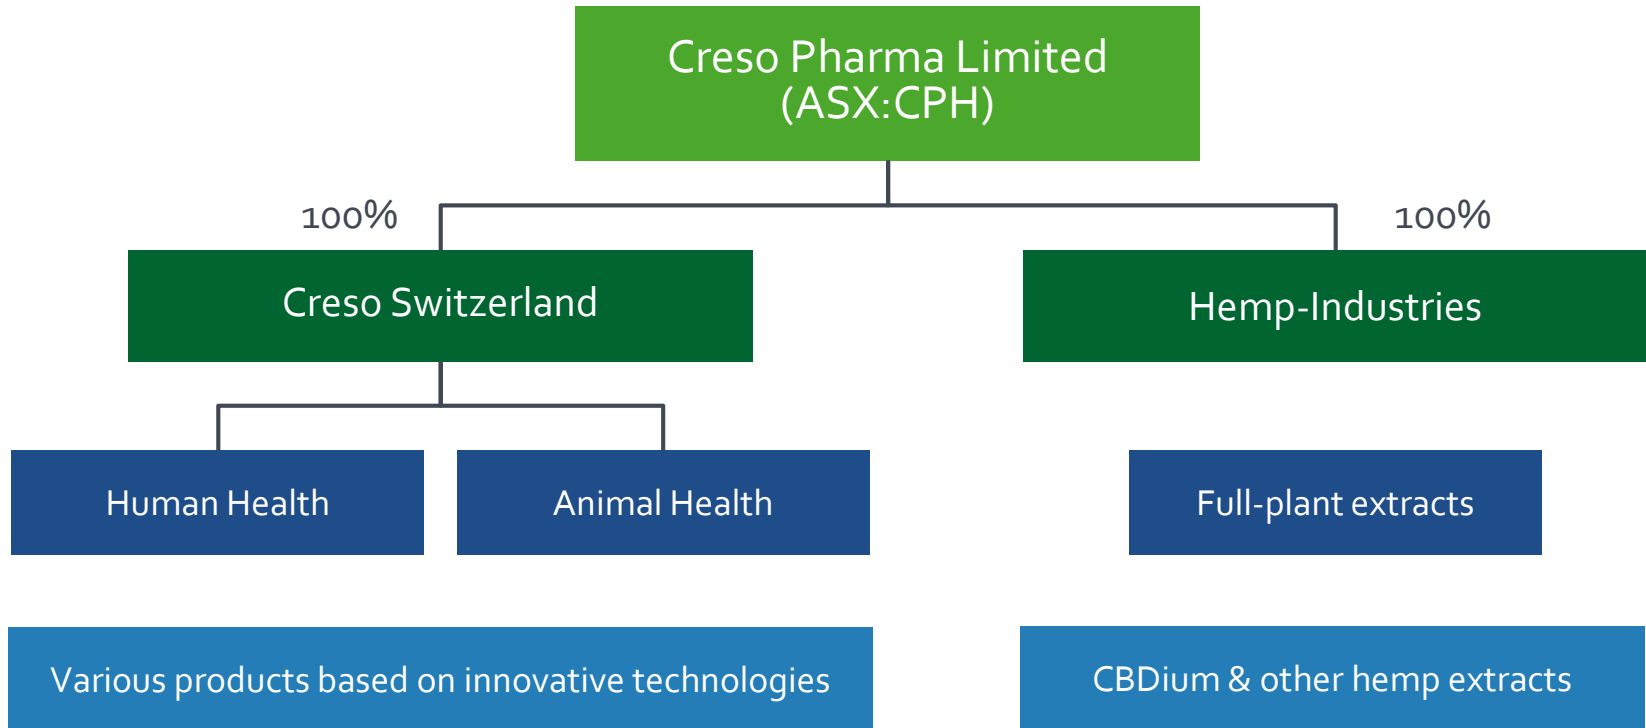 Creso Pharma Limited
(ASX:CPH)
100%
100%
Creso Switzerland
Hemp-Industries
Human Health
Animal Health
Full-plant extracts
Various products based on innovative technologies
CBDium & other hemp extracts